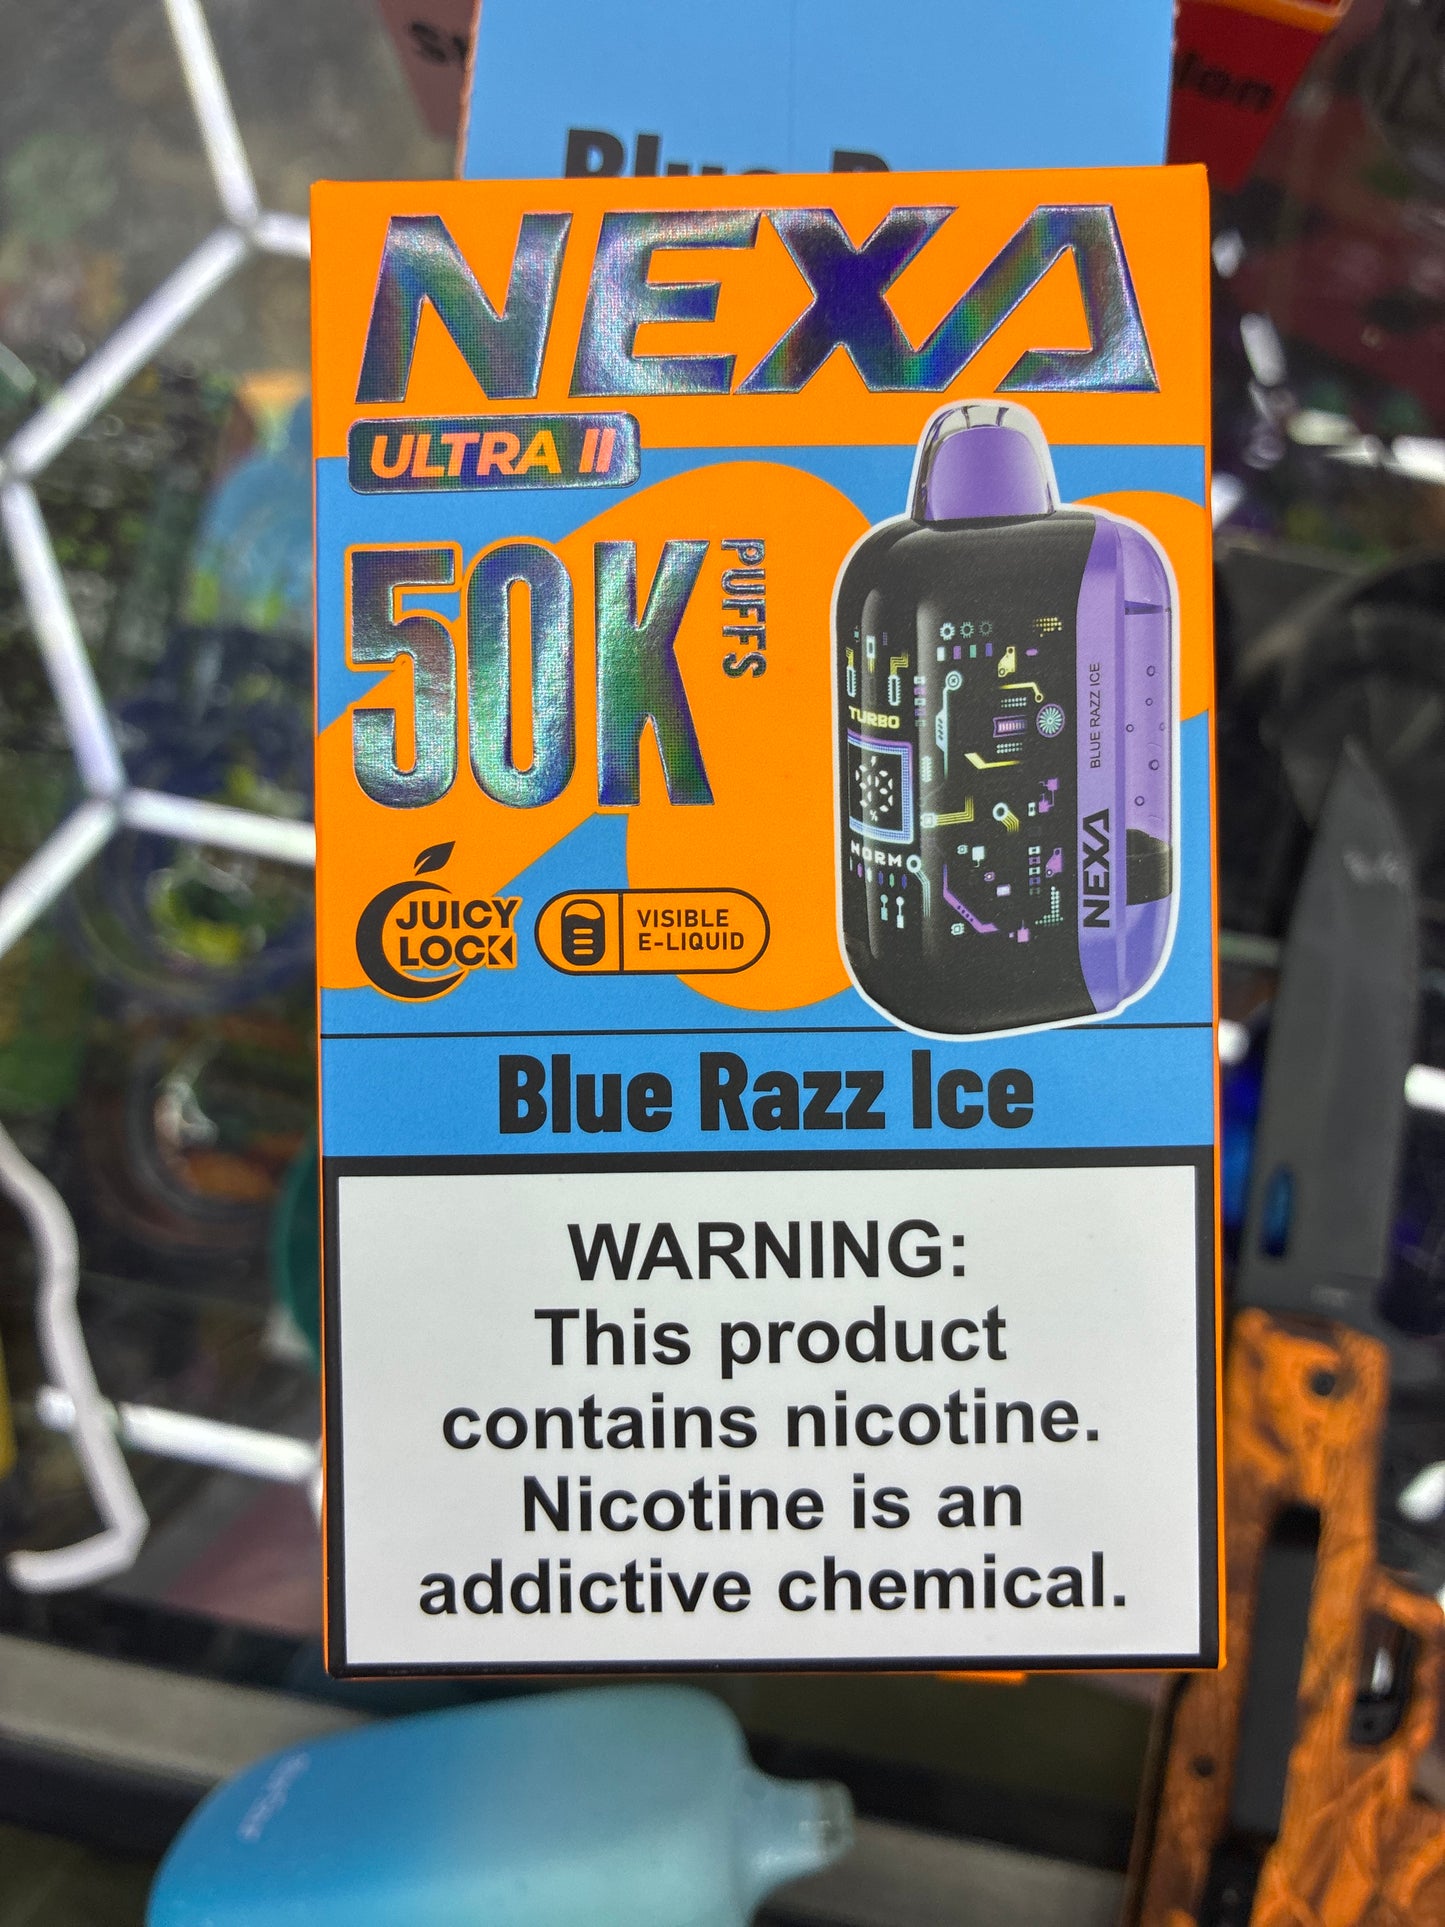 Blue R
NEXA
ULTRA II
50K
PUFFS
TURBO
%
NORM
BLUE RAZZ ICE
NEXA
JUICY
LOCK
VISIBLE
E-LIQUID
Blue Razz Ice
WARNING:
This product
contains nicotine.
Nicotine is an
addictive chemical.